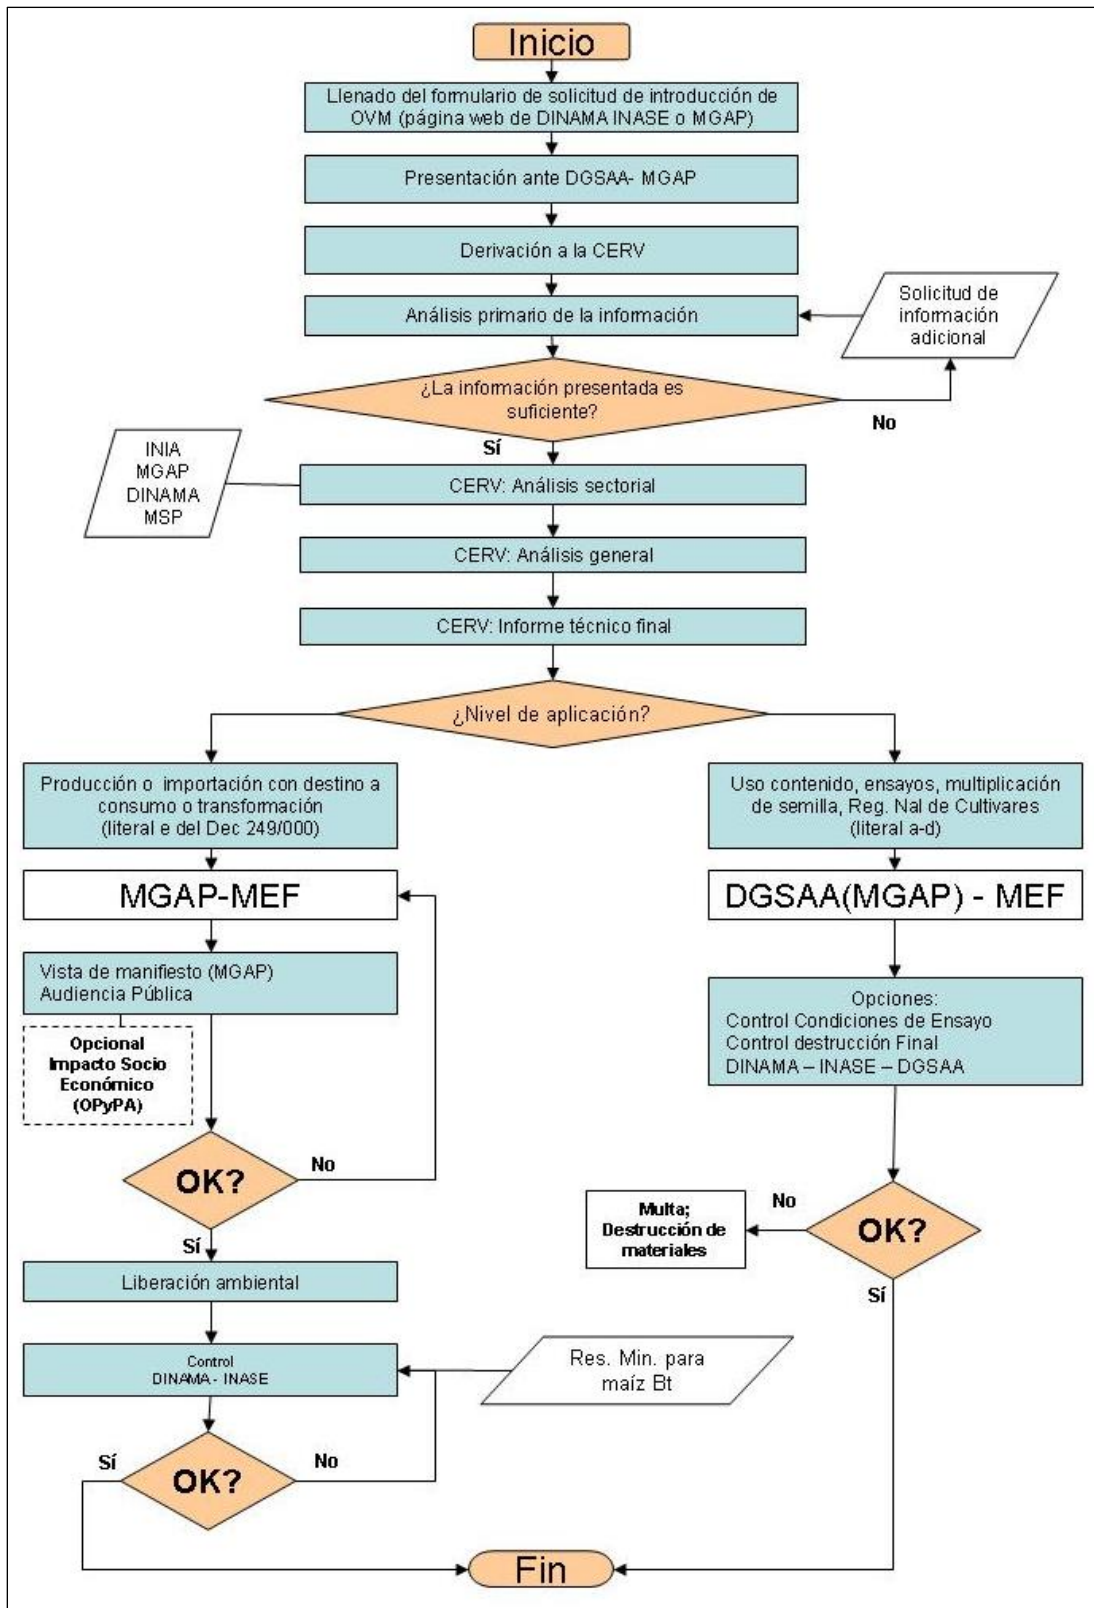 Inicio
Llenado del formulario de solicitud de introducción de
OVM (página web de DINAMA INASE o MGAP)
Presentación ante DGSAA- MGAP
Derivación a la CERV
Análisis primario de la información
Solicitud de
información
adicional
¿La información presentada es
suficiente?
No
Sí
INIA
MGAP
DINAMA
MSP
CERV: Análisis sectorial
CERV: Análisis general
CERV: Informe técnico final
¿Nivel de aplicación?
Producción o importación con destino a
consumo o transformación
(literal e del Dec 249/000)
MGAP-MEF
Vista de manifiesto (MGAP)
Audiencia Pública
Opcional
Impacto Socio
Económico
(OPyPA)
OK?
No
Sí
Liberación ambiental
Control
DINAMA - INASE
Res. Min. para
maíz Bt
Sí
OK?
No
Uso contenido, ensayos, multiplicación
de semilla, Reg. Nal de Cultivares
(literal a-d)
DGSAA(MGAP) - MEF
Opciones:
Control Condiciones de Ensayo
Control destrucción Final
DINAMA – INASE – DGSAA
No
OK?
Multa;
Destrucción de
materiales
Sí
Fin